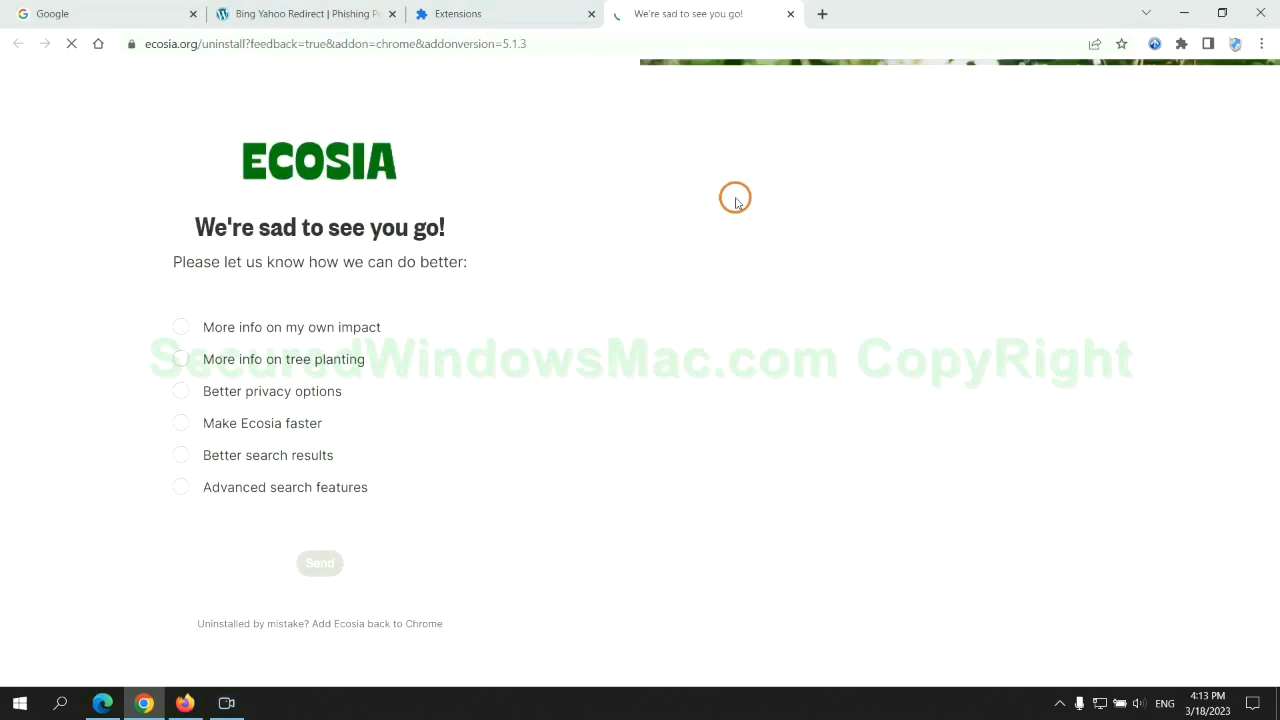 Google
Bing Yahoo Redirect | Phishing P
Extensions
We're sad to see you go!
ecosia.org/uninstall?feedback=true&addon=chrome&addonversion=5.1.3
ECOSIA
We're sad to see you go!
Please let us know how we can do better:
More info on my own impact
More info on tree planting
SecuredWindowsMac.com CopyRight
Better privacy options
Make Ecosia faster
Better search results
Advanced search features
Send
Uninstalled by mistake? Add Ecosia back to Chrome
ENG
4:13 PM
3/18/2023